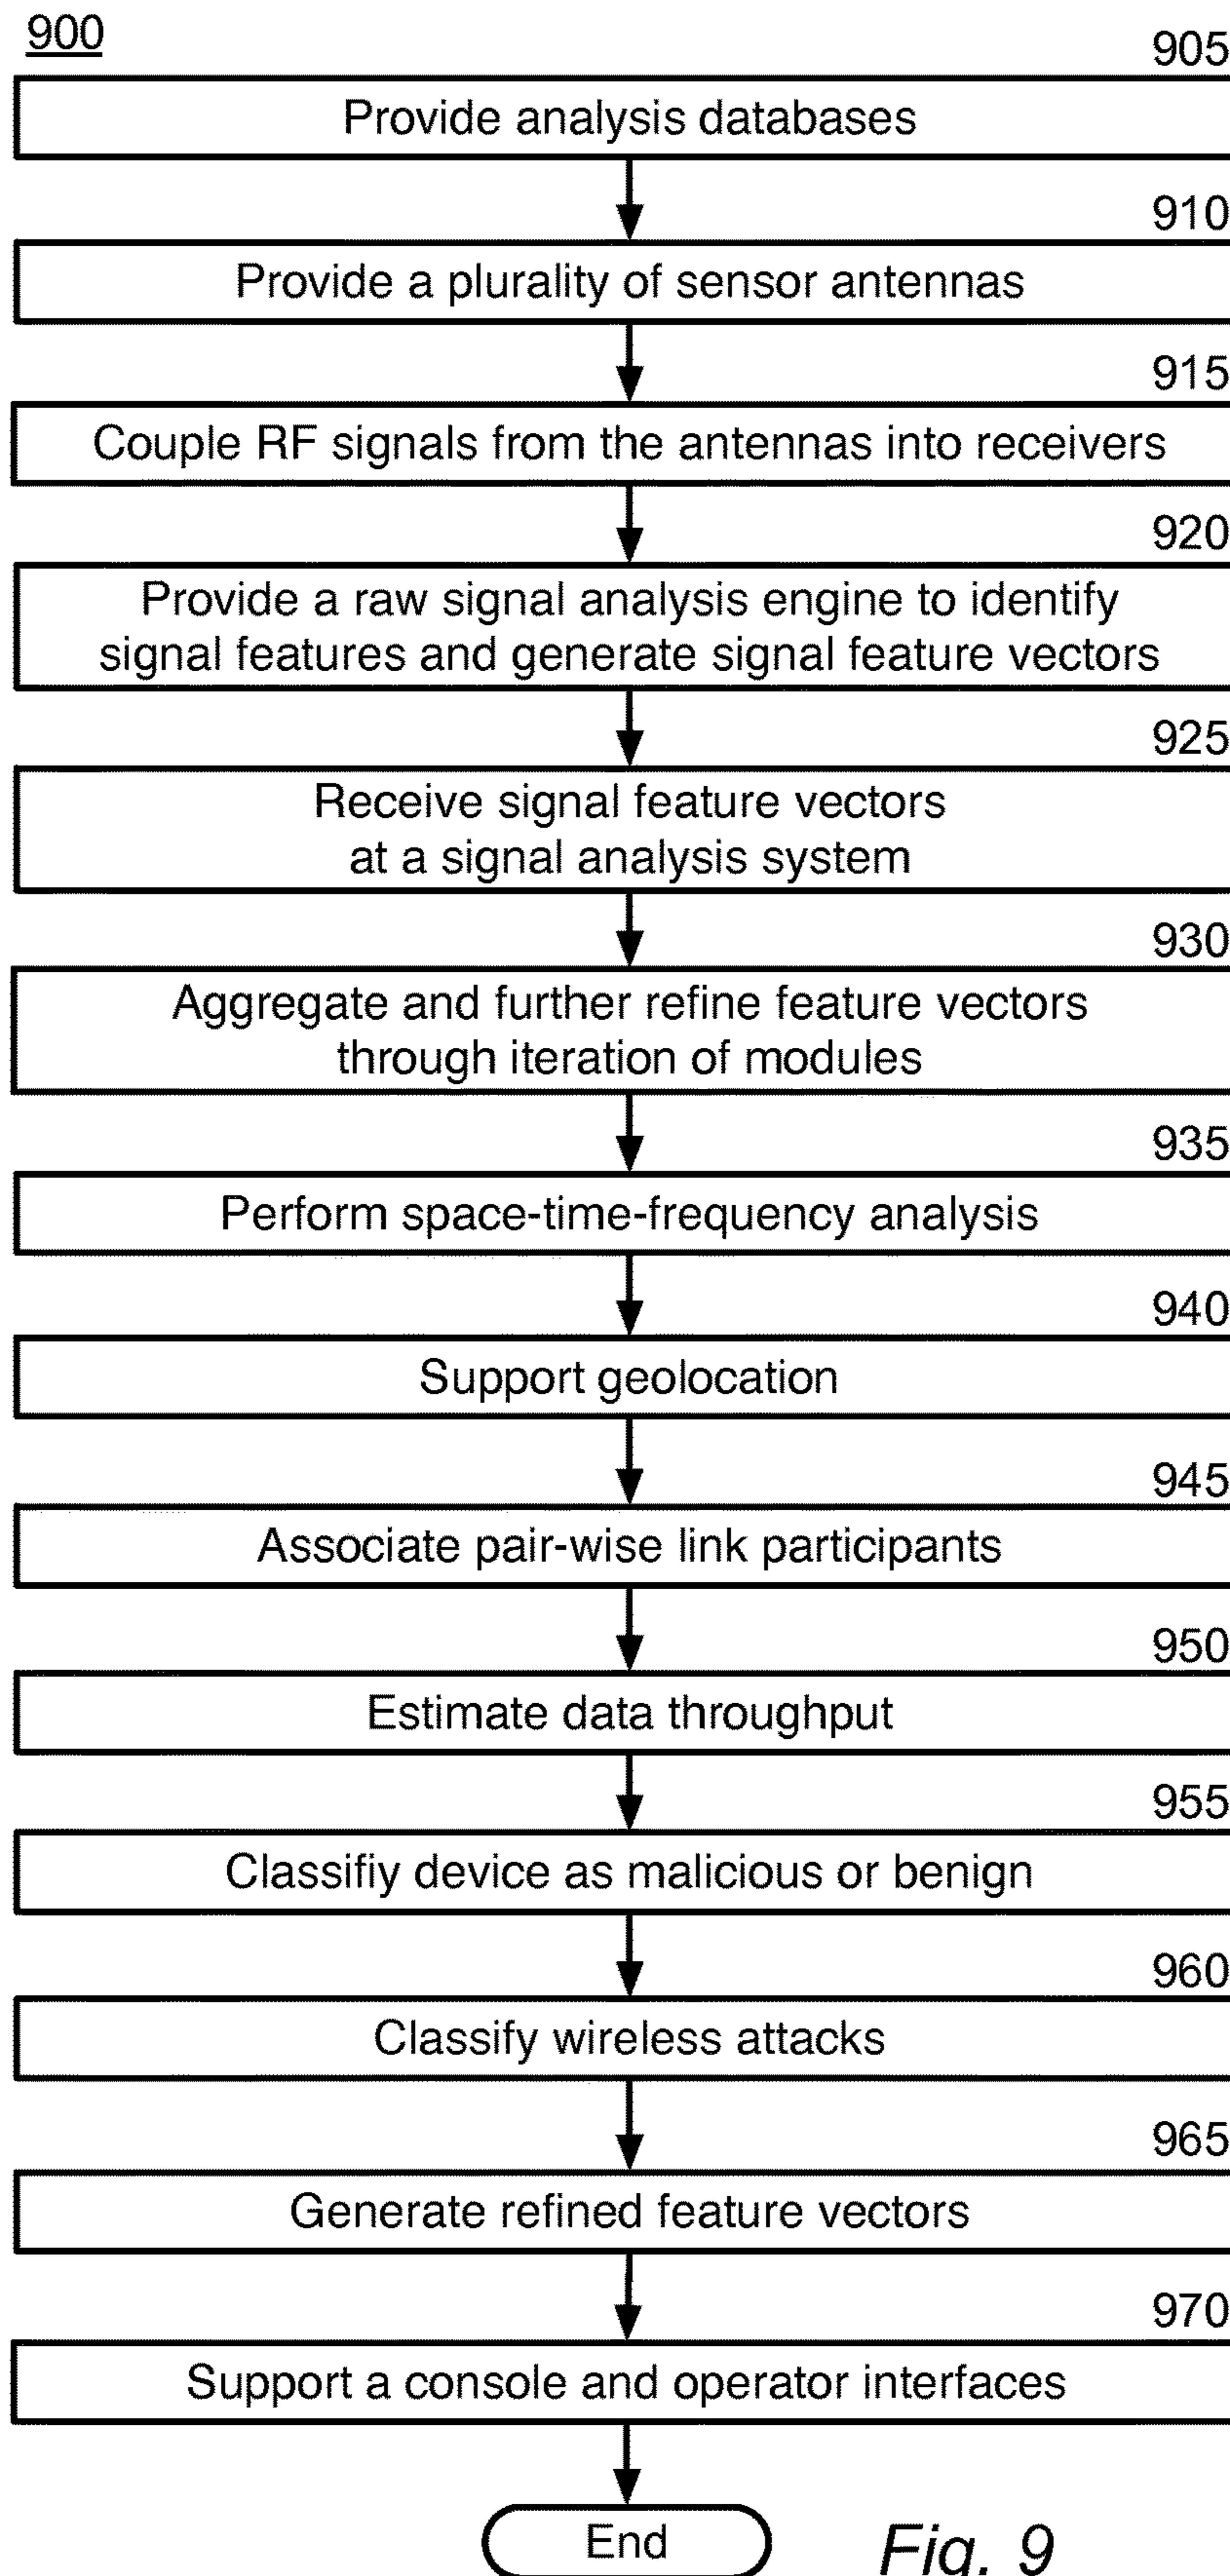 900
905
Provide analysis databases
910
Provide a plurality of sensor antennas
915
Couple RF signals from the antennas into receivers
920
Provide a raw signal analysis engine to identify
signal features and generate signal feature vectors
925
Receive signal feature vectors
at a signal analysis system
930
Aggregate and further refine feature vectors
through iteration of modules
935
Perform space-time-frequency analysis
940
Support geolocation
945
Associate pair-wise link participants
950
Estimate data throughput
955
Classifiy device as malicious or benign
960
Classify wireless attacks
965
Generate refined feature vectors
970
Support a console and operator interfaces
End
Fig. 9